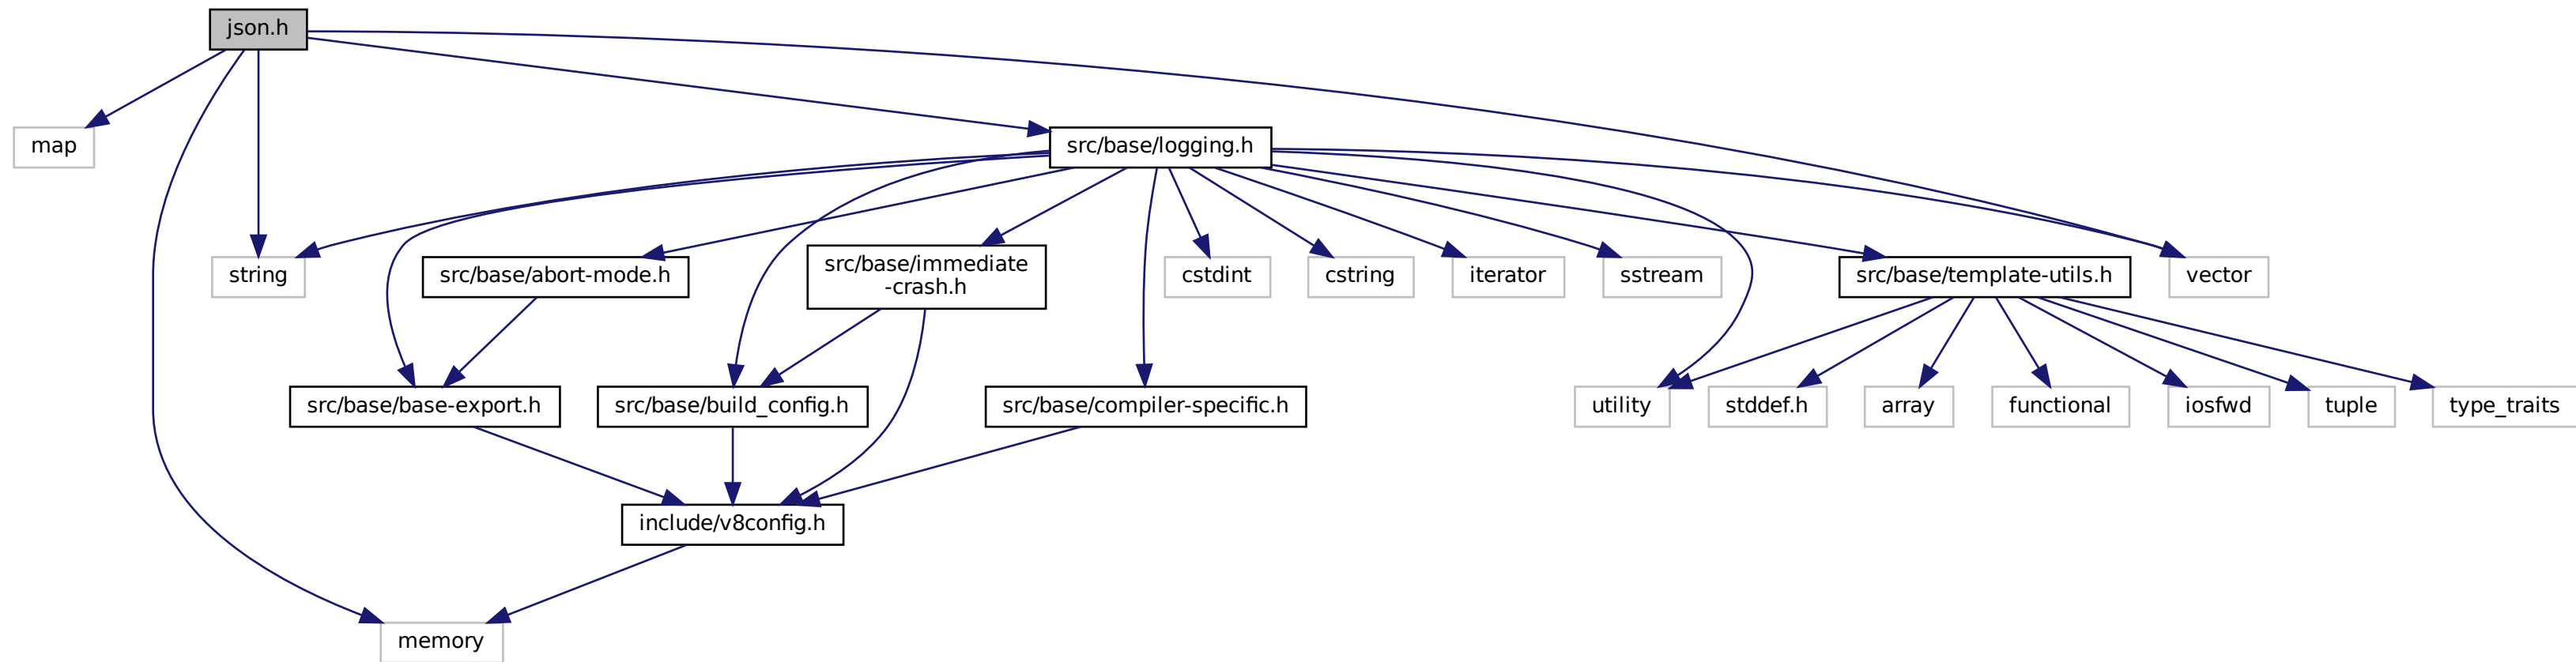 json.h
map
src/base/logging.h
string
src/base/abort-mode.h
src/base/immediate
-crash.h
cstdint
cstring
iterator
sstream
src/base/template-utils.h
vector
src/base/base-export.h
src/base/build_config.h
src/base/compiler-specific.h
utility
stddef.h
array
functional
iosfwd
tuple
type_traits
include/v8config.h
memory